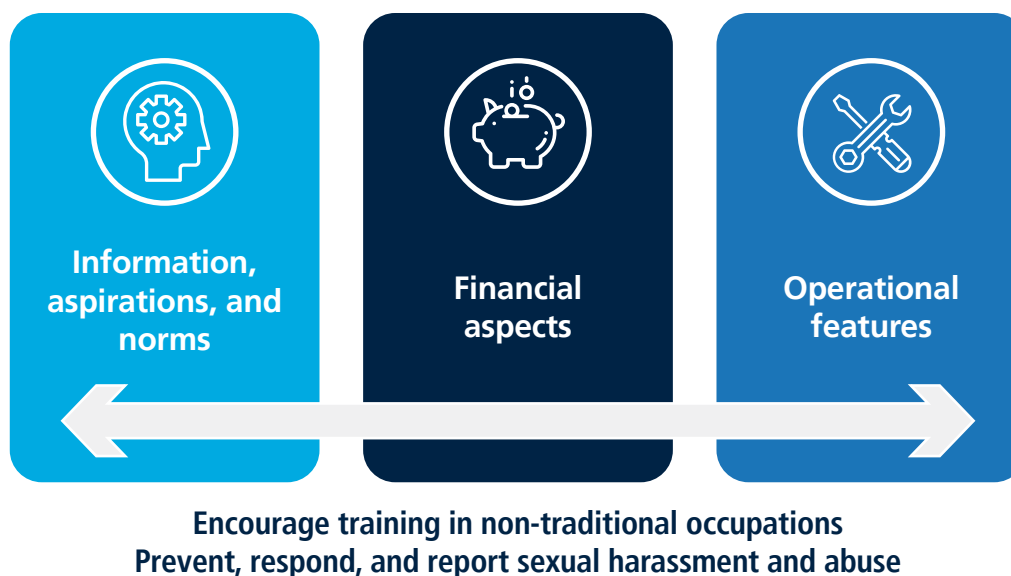 Information,
aspirations, and
norms
Financial
aspects
Operational
features
Encourage training in non-traditional occupations
Prevent, respond, and report sexual harassment and abuse